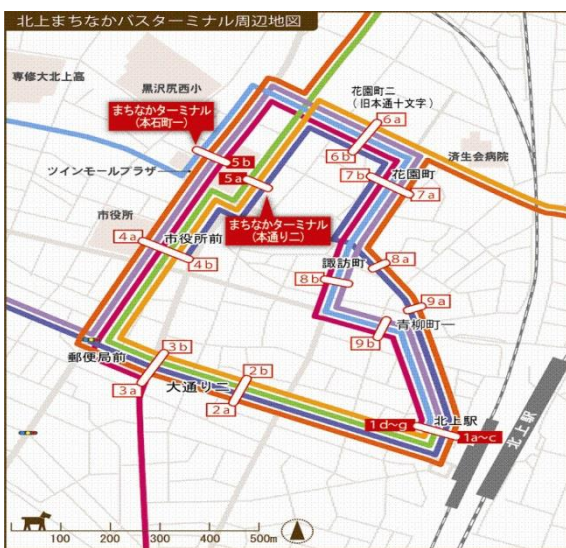 北上まちなかバスターミナル周辺地図
専修大北上高
黒沢尻西小
まちなかターミナル
(本石町一)
花園町二
(旧本通十文字)
6a
6b
済生会病院
ツインモールプラザ
5b
5a
7b
花園町
7a
まちなかターミナル
(本通り二)
市役所
4a
市役所前
4b
諏訪町
8a
8b
9a
青柳町一
9b
郵便局前
3b
3a
大通り二
2b
2a
1d~g
北上駅
1a~c
北上駅
100
200
300
400
500m